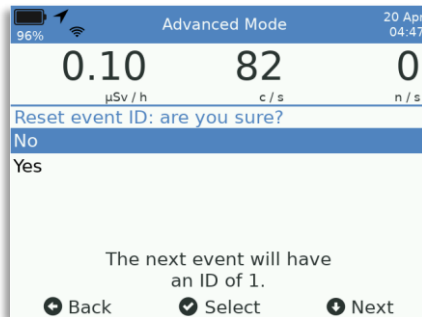 96%
Advanced Mode
20 Apr
04:47
0.10 82 0
μSv / h c / s n / s
Reset event ID: are you sure?
No
Yes
The next event will have
an ID of 1.
Back Select Next